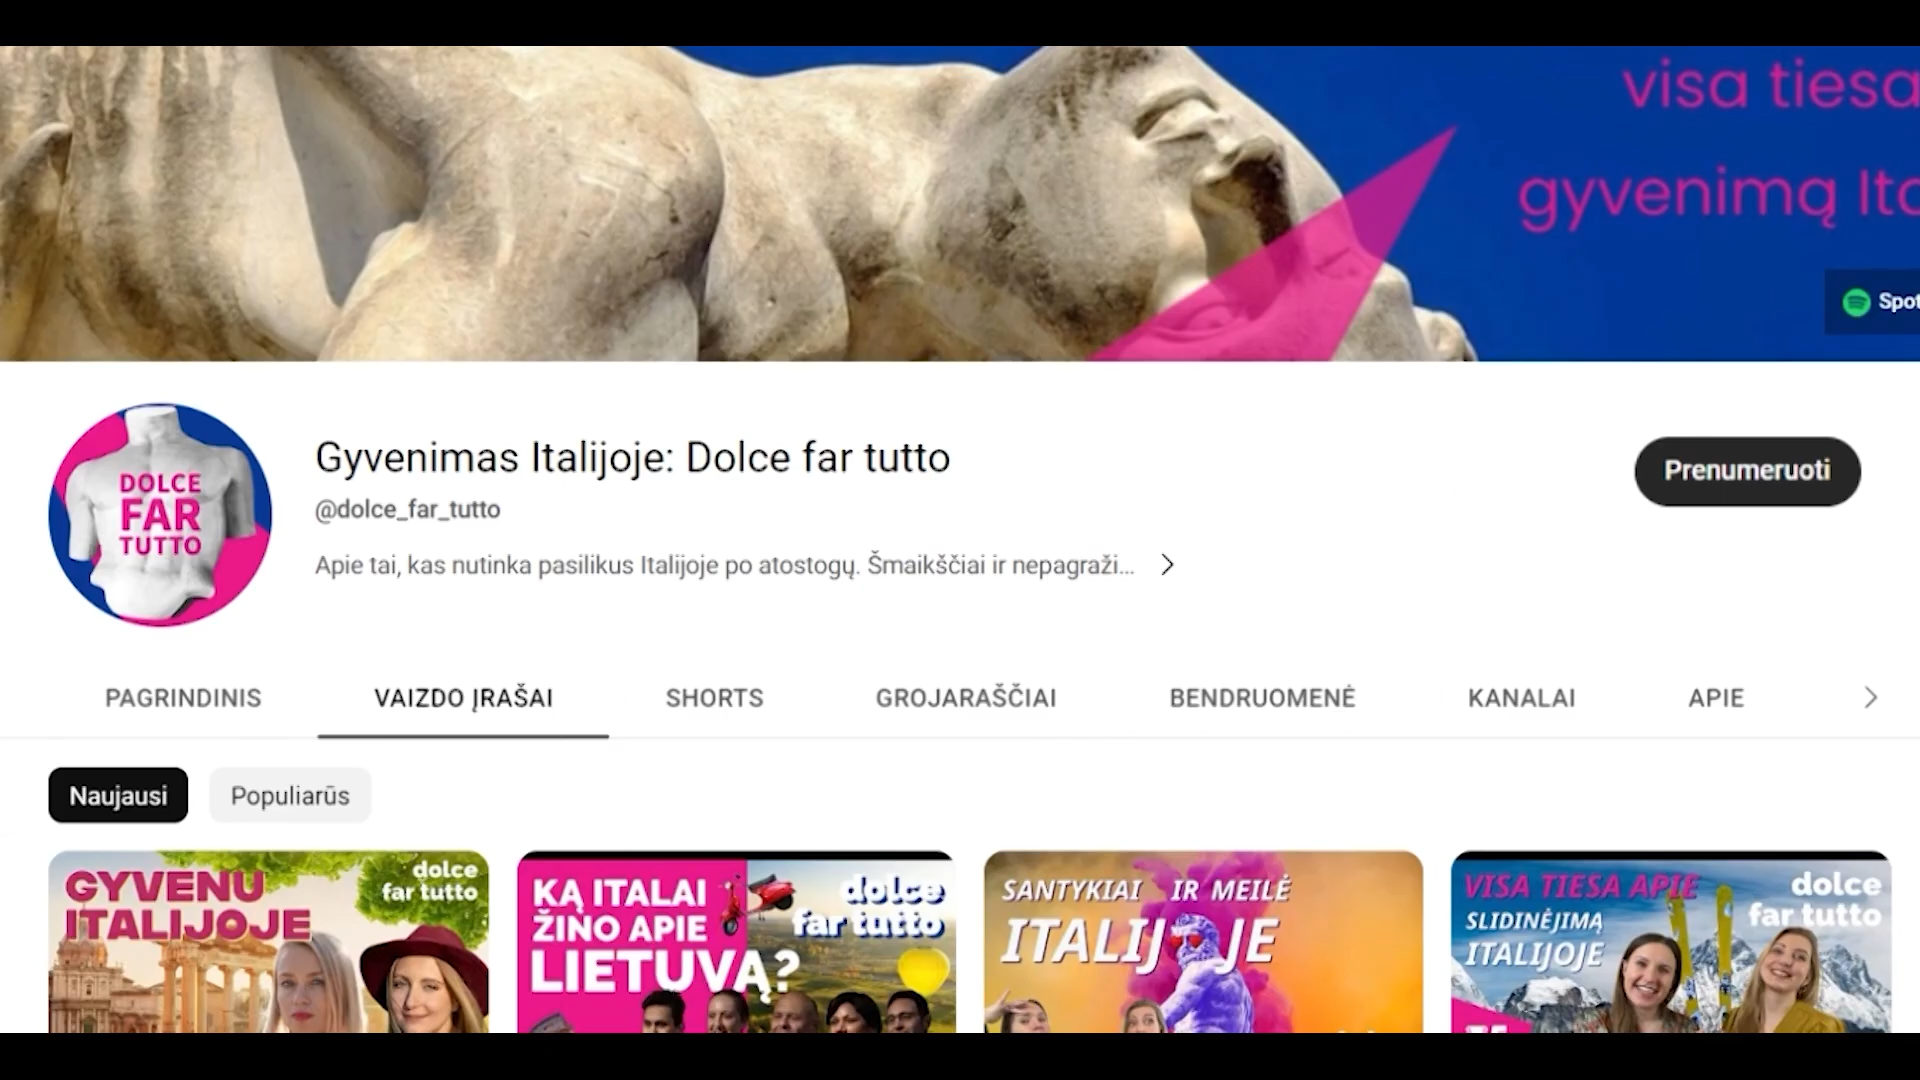 visa tiesa
gyvenimą
DOLCE
FAR
TUTTO
Gyvenimas Italijoje: Dolce far tutto
@dolce_far_tutto
Apie tai, kas nutinka pasilikus Italijoje po atostogų. Šmaikščiai ir nepagraži...
Prenumeruoti
PAGRINDINIS VAIZDO ĮRAŠAI SHORTS GROJARAŠČIAI BENDRUOMENĖ KANALAI APIE
Naujausi Populiarūs
GYVENU
ITALIJOJE
dolce
far tutto
KĄ ITALAI
ŽINO APIE
LIETUVĄ?
dolce
far tutto
SANTYKIAI IR MEILĖ
ITALIJ JE
VISA TIESA APIE
SLIDINĖJIMĄ
ITALIJOJE
dolce
far tutto